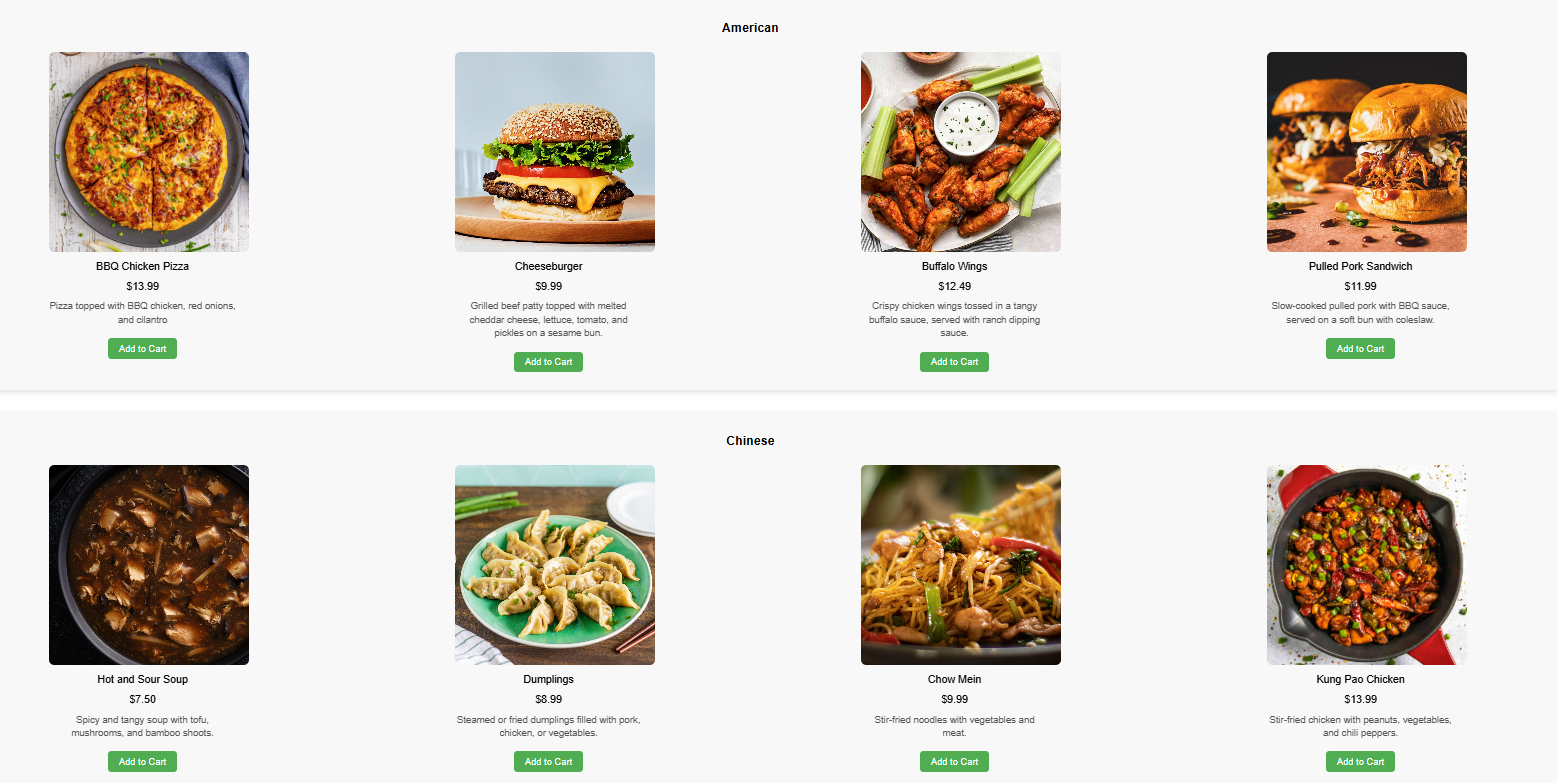 American
BBQ Chicken Pizza
$13.99
Pizza topped with BBQ chicken, red onions,
and cilantro
Add to Cart
Cheeseburger
$9.99
Grilled beef patty topped with melted
cheddar cheese, lettuce, tomato, and
pickles on a sesame bun.
Add to Cart
Buffalo Wings
$12.49
Crispy chicken wings tossed in a tangy
buffalo sauce, served with ranch dipping
sauce.
Add to Cart
Pulled Pork Sandwich
$11.99
Slow-cooked pulled pork with BBQ sauce,
served on a soft bun with coleslaw.
Add to Cart
Chinese
Hot and Sour Soup
$7.50
Spicy and tangy soup with tofu,
mushrooms, and bamboo shoots.
Add to Cart
Dumplings
$8.99
Steamed or fried dumplings filled with pork,
chicken, or vegetables.
Add to Cart
Chow Mein
$9.99
Stir-fried noodles with vegetables and
meat.
Add to Cart
Kung Pao Chicken
$13.99
Stir-fried chicken with peanuts, vegetables,
and chili peppers.
Add to Cart